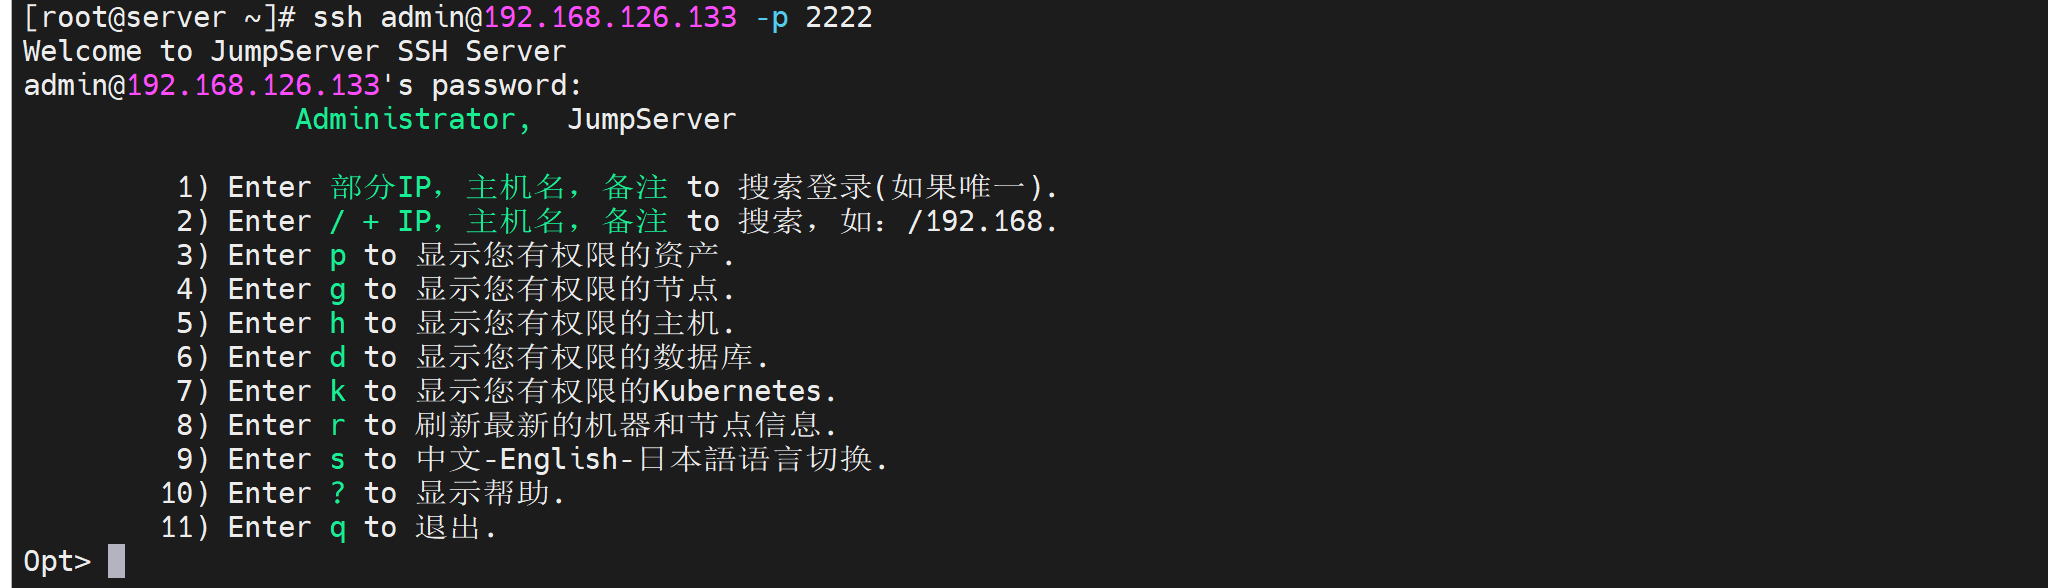 [root@server ~]# ssh admin@192.168.126.133 -p 2222
Welcome to JumpServer SSH Server
admin@192.168.126.133's password:
Administrator,  JumpServer
1) Enter 部分IP，主机名，备注 to 搜索登录(如果唯一).
2) Enter / + IP，主机名，备注 to 搜索，如：/192.168.
3) Enter p to 显示您有权限的资产.
4) Enter g to 显示您有权限的节点.
5) Enter h to 显示您有权限的主机.
6) Enter d to 显示您有权限的数据库.
7) Enter k to 显示您有权限的Kubernetes.
8) Enter r to 刷新最新的机器和节点信息.
9) Enter s to 中文-English-日本語语言切换.
10) Enter ? to 显示帮助.
11) Enter q to 退出.
Opt>